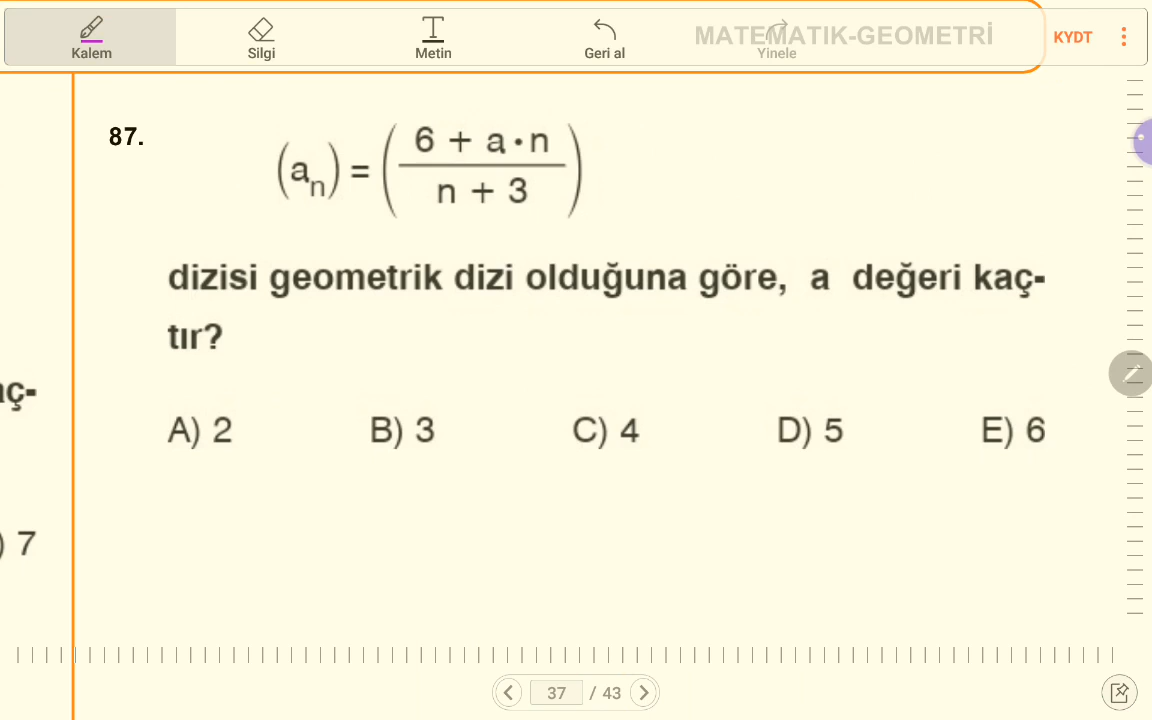 Kalem
Silgi
Metin
Geri al
Yinele
MATEMATİK-GEOMETRİ
KYDT
87.
(aₙ) = ( (6 + a · n) / (n + 3) )
dizisi geometrik dizi olduğuna göre, a değeri kaç-
tır?
A) 2 B) 3 C) 4 D) 5 E) 6
ç-
) 7
37 / 43